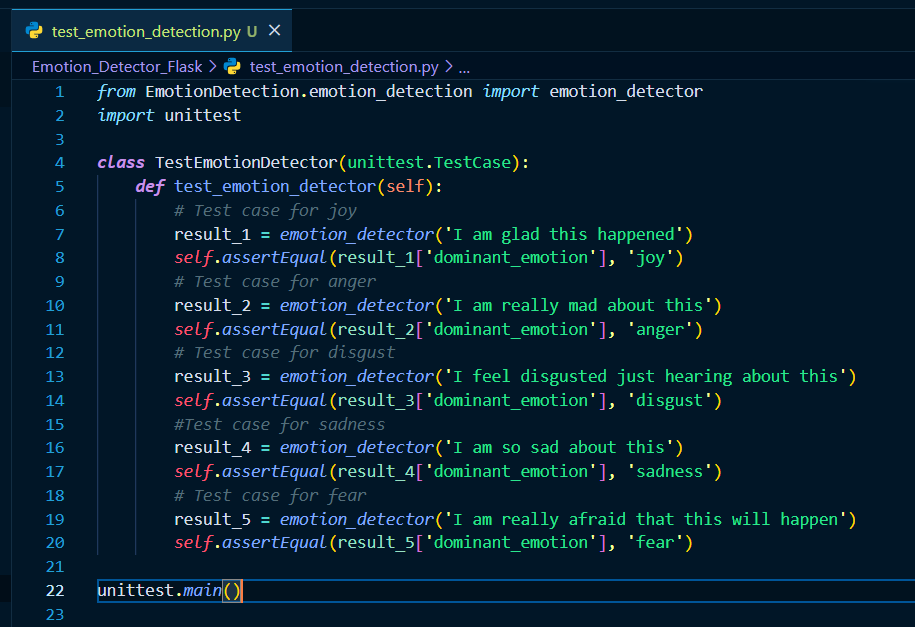 test_emotion_detection.py U ×
Emotion_Detector_Flask > test_emotion_detection.py > ...
1 from EmotionDetection.emotion_detection import emotion_detector
2 import unittest
3
4 class TestEmotionDetector(unittest.TestCase):
5     def test_emotion_detector(self):
6         # Test case for joy
7         result_1 = emotion_detector('I am glad this happened')
8         self.assertEqual(result_1['dominant_emotion'], 'joy')
9         # Test case for anger
10         result_2 = emotion_detector('I am really mad about this')
11         self.assertEqual(result_2['dominant_emotion'], 'anger')
12         # Test case for disgust
13         result_3 = emotion_detector('I feel disgusted just hearing about this')
14         self.assertEqual(result_3['dominant_emotion'], 'disgust')
15         #Test case for sadness
16         result_4 = emotion_detector('I am so sad about this')
17         self.assertEqual(result_4['dominant_emotion'], 'sadness')
18         # Test case for fear
19         result_5 = emotion_detector('I am really afraid that this will happen')
20         self.assertEqual(result_5['dominant_emotion'], 'fear')
21
22 unittest.main()
23